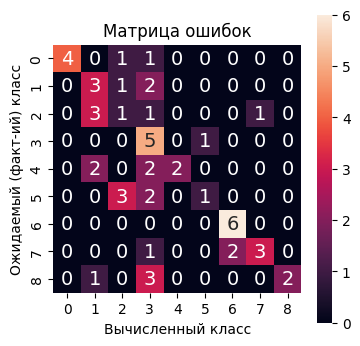 Матрица ошибок
Ожидаемый (факт-ий) класс
0 4 0 1 1 0 0 0 0 0
1 0 3 1 2 0 0 0 0 0
2 0 3 1 1 0 0 0 1 0
3 0 0 0 5 0 1 0 0 0
4 0 2 0 2 2 0 0 0 0
5 0 0 3 2 0 1 0 0 0
6 0 0 0 0 0 0 6 0 0
7 0 0 0 1 0 0 2 3 0
8 0 1 0 3 0 0 0 0 2
0 1 2 3 4 5 6 7 8
Вычисленный класс
6
5
4
3
2
1
0